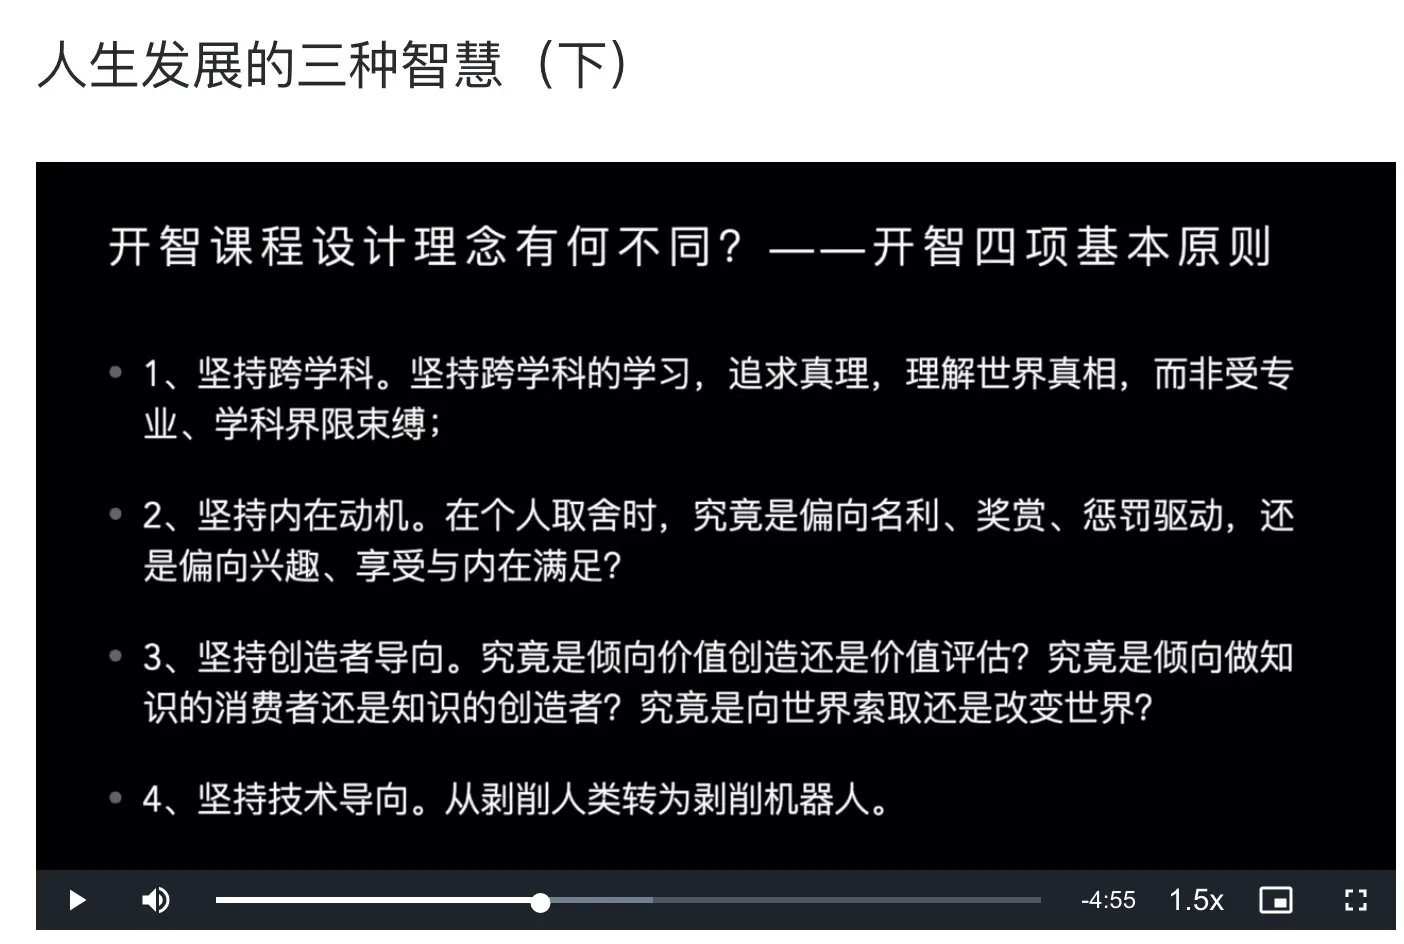 人生发展的三种智慧（下）
开智课程设计理念有何不同？——开智四项基本原则
• 1、坚持跨学科。坚持跨学科的学习，追求真理，理解世界真相，而非受专
业、学科界限束缚；
• 2、坚持内在动机。在个人取舍时，究竟是偏向名利、奖赏、惩罚驱动，还
是偏向兴趣、享受与内在满足？
• 3、坚持创造者导向。究竟是倾向价值创造还是价值评估？究竟是倾向做知
识的消费者还是知识的创造者？究竟是向世界索取还是改变世界？
• 4、坚持技术导向。从剥削人类转为剥削机器人。
-4:55 1.5x